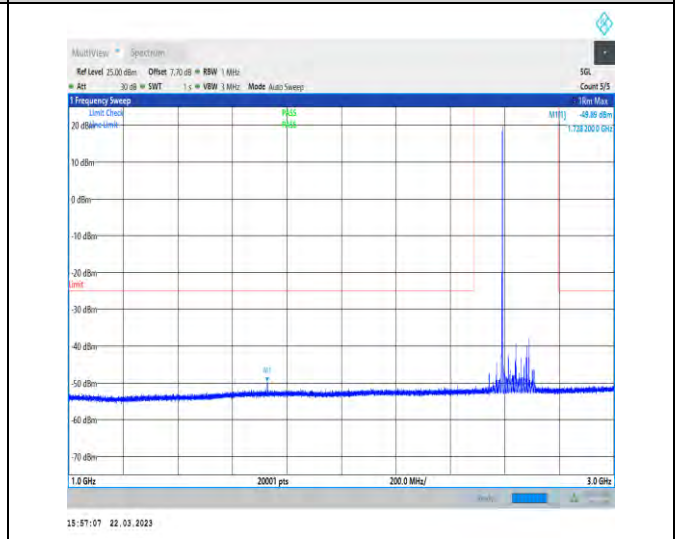 MultiView Spectrum
Ref Level 25.00 dBm Offset 7.70 dB RBW 1 MHz SGL
Att 30 dB SWT 1 s VBW 3 MHz Mode Auto Sweep Count 5/5
1 Frequency Sweep 1Rm Max
Limit Check PASS M1[1] -49.89 dBm
20 dBm Line Limit PASS 1.728 200 0 GHz
10 dBm
0 dBm
-10 dBm
-20 dBm
Limit
-30 dBm
-40 dBm
M1
-50 dBm
-60 dBm
-70 dBm
1.0 GHz 20001 pts 200.0 MHz/ 3.0 GHz
15:57:07 22.03.2023